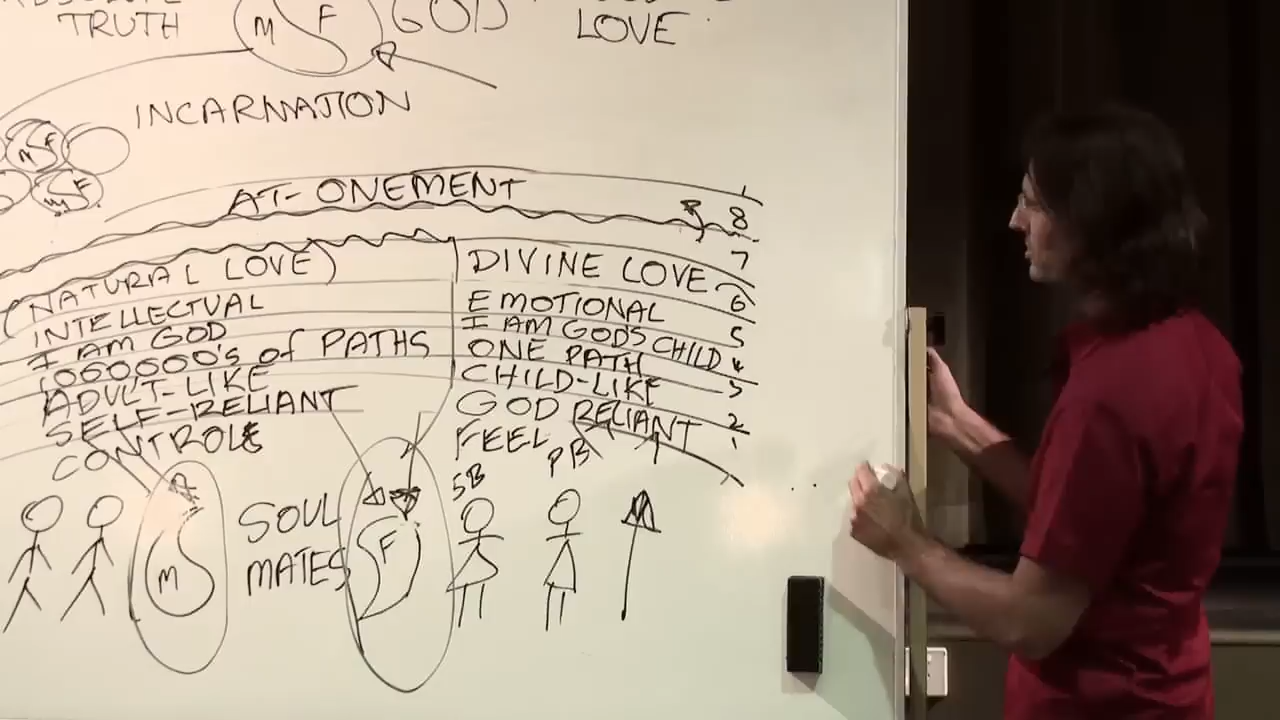 TRUTH
M F
GOD
LOVE
INCARNATION
M F
M F
AT-ONEMENT
1
8
7
6
5
4
3
2
1
(NATURAL LOVE)
INTELLECTUAL
I AM GOD
1000000'S of PATHS
ADULT-LIKE
SELF-RELIANT
CONTROL
DIVINE LOVE
EMOTIONAL
I AM GOD'S CHILD
ONE PATH
CHILD-LIKE
GOD RELIANT
FEEL
SB
PB
M
SOUL
MATES
F